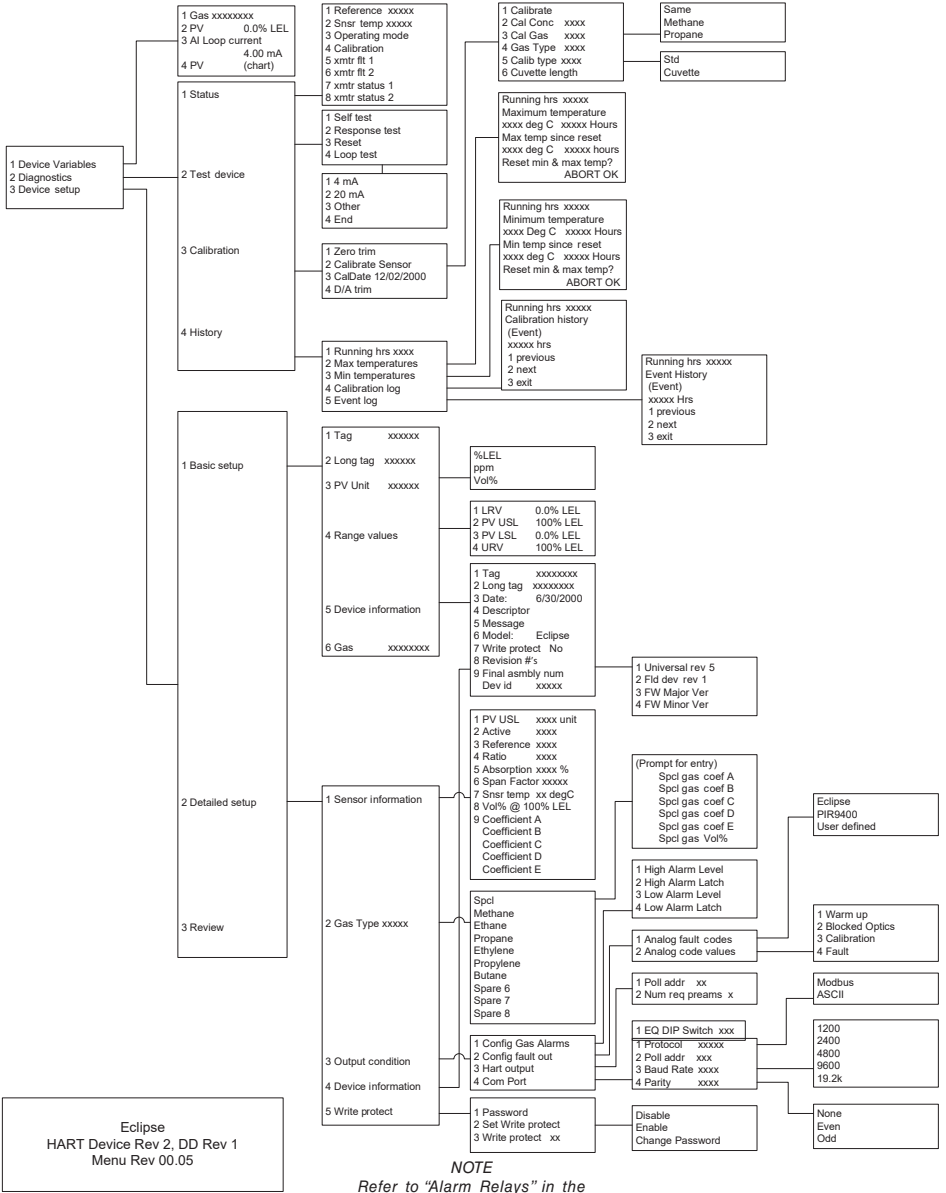 1 Device Variables
2 Diagnostics
3 Device setup
1 Gas xxxxxxxx
2 PV 0.0% LEL
3 AI Loop current
4.00 mA
4 PV (chart)
1 Status
2 Test device
3 Calibration
4 History
1 Reference xxxxx
2 Snsr temp xxxxx
3 Operating mode
4 Calibration
5 xmtr flt 1
6 xmtr flt 2
7 xmtr status 1
8 xmtr status 2
1 Self test
2 Response test
3 Reset
4 Loop test
1 4 mA
2 20 mA
3 Other
4 End
1 Zero trim
2 Calibrate Sensor
3 CalDate 12/02/2000
4 D/A trim
1 Running hrs xxxx
2 Max temperatures
3 Min temperatures
4 Calibration log
5 Event log
1 Calibrate
2 Cal Conc xxxx
3 Cal Gas xxxx
4 Gas Type xxxx
5 Calib type xxxx
6 Cuvette length
Same
Methane
Propane
Std
Cuvette
Running hrs xxxxx
Maximum temperature
xxxx deg C xxxxx Hours
Max temp since reset
xxxx deg C xxxxx hours
Reset min & max temp?
ABORT OK
Running hrs xxxxx
Minimum temperature
xxxx Deg C xxxxx Hours
Min temp since reset
xxxx deg C xxxxx Hours
Reset min & max temp?
ABORT OK
Running hrs xxxxx
Calibration history
(Event)
xxxxx hrs
1 previous
2 next
3 exit
Running hrs xxxxx
Event History
(Event)
xxxxx Hrs
1 previous
2 next
3 exit
1 Basic setup
2 Detailed setup
3 Review
1 Tag xxxxxx
2 Long tag xxxxxx
3 PV Unit xxxxxx
4 Range values
5 Device information
6 Gas xxxxxxxx
%LEL
ppm
Vol%
1 LRV 0.0% LEL
2 PV USL 100% LEL
3 PV LSL 0.0% LEL
4 URV 100% LEL
1 Tag xxxxxxxx
2 Long tag xxxxxxxx
3 Date: 6/30/2000
4 Descriptor
5 Message
6 Model: Eclipse
7 Write protect No
8 Revision #'s
9 Final asmbly num
Dev id xxxxx
1 Universal rev 5
2 Fld dev rev 1
3 FW Major Ver
4 FW Minor Ver
1 Sensor information
2 Gas Type xxxxx
3 Output condition
4 Device information
5 Write protect
1 PV USL xxxx unit
2 Active xxxx
3 Reference xxxx
4 Ratio xxxx
5 Absorption xxxx %
6 Span Factor xxxxx
7 Snsr temp xx degC
8 Vol% @ 100% LEL
9 Coefficient A
Coefficient B
Coefficient C
Coefficient D
Coefficient E
Spcl
Methane
Ethane
Propane
Ethylene
Propylene
Butane
Spare 6
Spare 7
Spare 8
1 Config Gas Alarms
2 Config fault out
3 Hart output
4 Com Port
1 Password
2 Set Write protect
3 Write protect xx
(Prompt for entry)
Spcl gas coef A
Spcl gas coef B
Spcl gas coef C
Spcl gas coef D
Spcl gas coef E
Spcl gas Vol%
1 High Alarm Level
2 High Alarm Latch
3 Low Alarm Level
4 Low Alarm Latch
1 Analog fault codes
2 Analog code values
1 Poll addr xx
2 Num req preams x
1 EQ DIP Switch xxx
1 Protocol xxxxx
2 Poll addr xxx
3 Baud Rate xxxx
4 Parity xxxx
Disable
Enable
Change Password
Eclipse
PIR9400
User defined
1 Warm up
2 Blocked Optics
3 Calibration
4 Fault
Modbus
ASCII
1200
2400
4800
9600
19.2k
None
Even
Odd
Eclipse
HART Device Rev 2, DD Rev 1
Menu Rev 00.05
NOTE
Refer to “Alarm Relays” in the